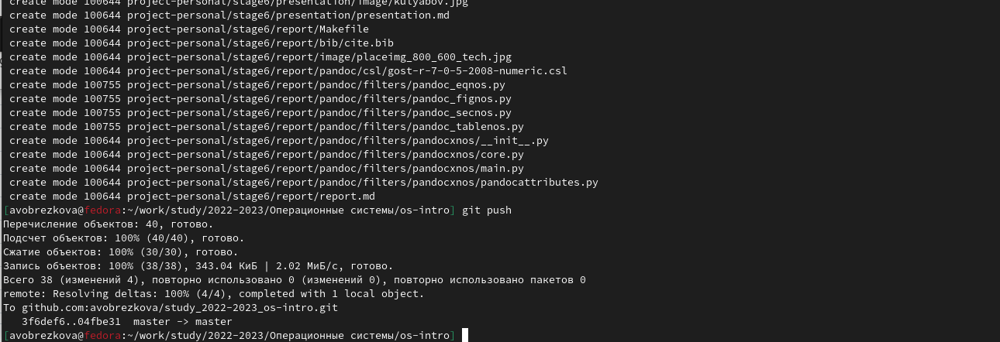 create mode 100644 project-personal/stage6/presentation/image/kulyabov.jpg
create mode 100644 project-personal/stage6/presentation/presentation.md
create mode 100644 project-personal/stage6/report/Makefile
create mode 100644 project-personal/stage6/report/bib/cite.bib
create mode 100644 project-personal/stage6/report/image/placeimg_800_600_tech.jpg
create mode 100644 project-personal/stage6/report/pandoc/csl/gost-r-7-0-5-2008-numeric.csl
create mode 100755 project-personal/stage6/report/pandoc/filters/pandoc_eqnos.py
create mode 100755 project-personal/stage6/report/pandoc/filters/pandoc_fignos.py
create mode 100755 project-personal/stage6/report/pandoc/filters/pandoc_secnos.py
create mode 100755 project-personal/stage6/report/pandoc/filters/pandoc_tablenos.py
create mode 100644 project-personal/stage6/report/pandoc/filters/pandocxnos/__init__.py
create mode 100644 project-personal/stage6/report/pandoc/filters/pandocxnos/core.py
create mode 100644 project-personal/stage6/report/pandoc/filters/pandocxnos/main.py
create mode 100644 project-personal/stage6/report/pandoc/filters/pandocxnos/pandocattributes.py
create mode 100644 project-personal/stage6/report/report.md
[avobrezkova@fedora:~/work/study/2022-2023/Операционные системы/os-intro] git push
Перечисление объектов: 40, готово.
Подсчет объектов: 100% (40/40), готово.
Сжатие объектов: 100% (30/30), готово.
Запись объектов: 100% (38/38), 343.04 КиБ | 2.02 МиБ/с, готово.
Всего 38 (изменений 4), повторно использовано 0 (изменений 0), повторно использовано пакетов 0
remote: Resolving deltas: 100% (4/4), completed with 1 local object.
To github.com:avobrezkova/study_2022-2023_os-intro.git
3f6def6..04fbe31  master -> master
[avobrezkova@fedora:~/work/study/2022-2023/Операционные системы/os-intro]